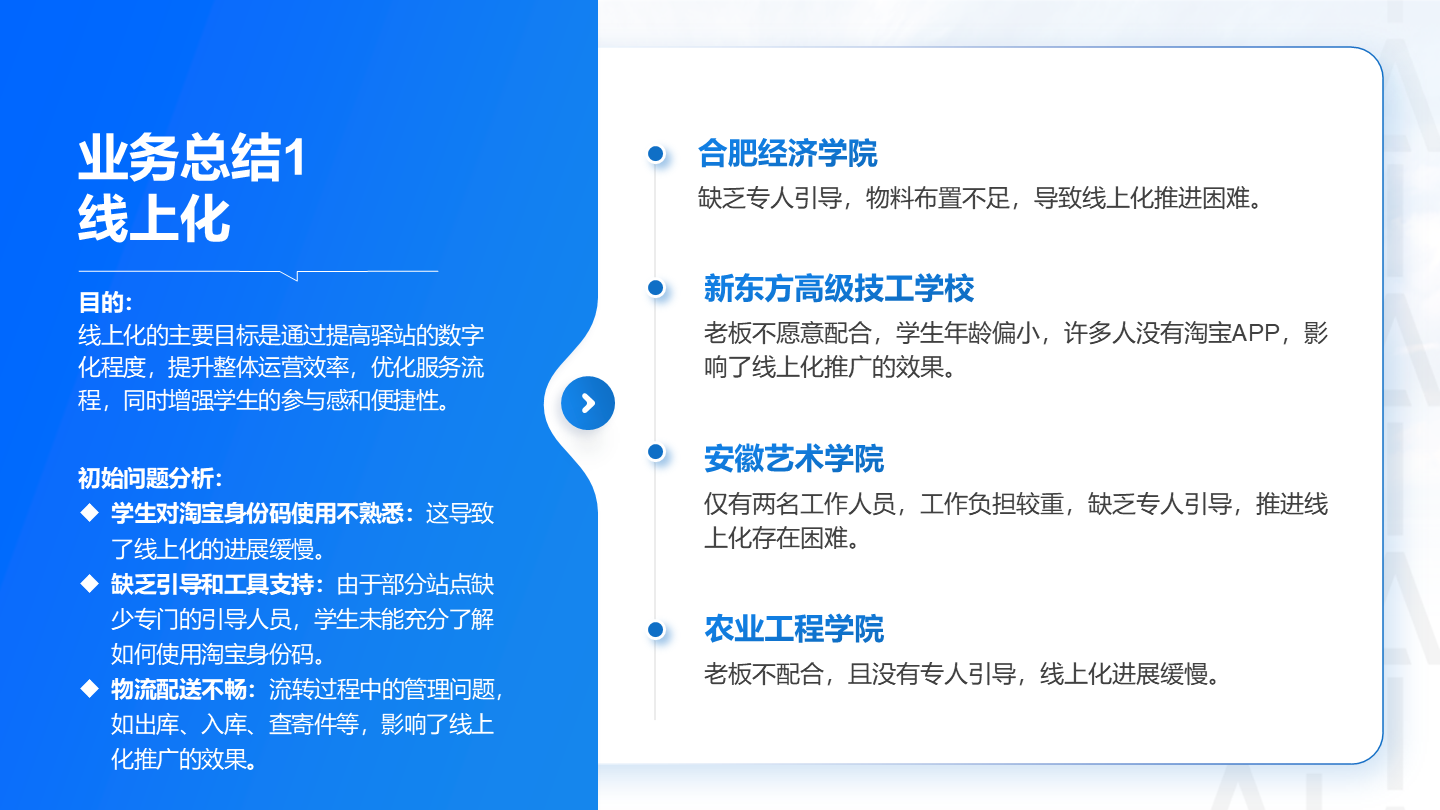 业务总结1
线上化
目的：
线上化的主要目标是通过提高驿站的数字
化程度，提升整体运营效率，优化服务流
程，同时增强学生的参与感和便捷性。
初始问题分析：
◆ 学生对淘宝身份码使用不熟悉：这导致
了线上化的进展缓慢。
◆ 缺乏引导和工具支持：由于部分站点缺
少专门的引导人员，学生未能充分了解
如何使用淘宝身份码。
◆ 物流配送不畅：流转过程中的管理问题，
如出库、入库、查寄件等，影响了线上
化推广的效果。
合肥经济学院
缺乏专人引导，物料布置不足，导致线上化推进困难。
新东方高级技工学校
老板不愿意配合，学生年龄偏小，许多人没有淘宝APP，影
响了线上化推广的效果。
安徽艺术学院
仅有两名工作人员，工作负担较重，缺乏专人引导，推进线
上化存在困难。
农业工程学院
老板不配合，且没有专人引导，线上化进展缓慢。